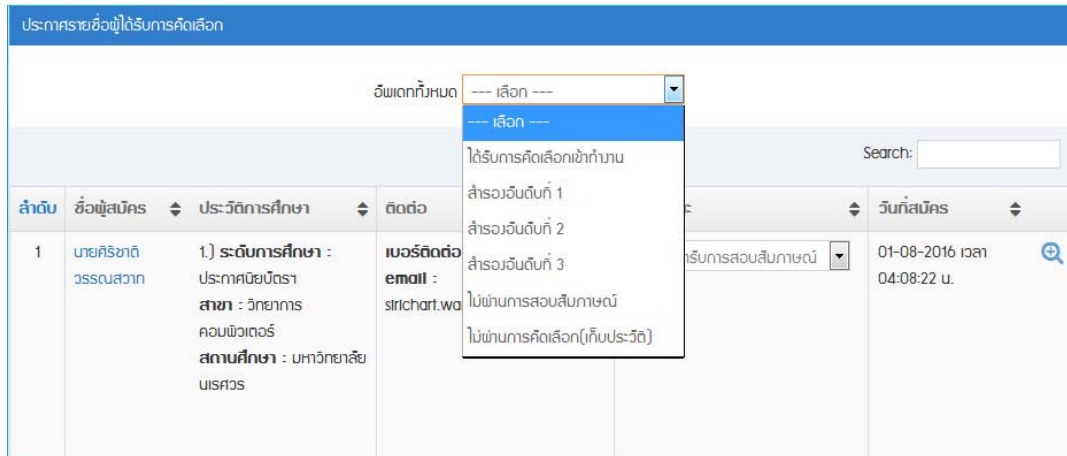 ประกาศรายชื่อผู้ได้รับการคัดเลือก
อัพเดททั้งหมด --- เลือก ---
--- เลือก ---
ได้รับการคัดเลือกเข้าทำงาน
สำรองอันดับที่ 1
สำรองอันดับที่ 2
สำรองอันดับที่ 3
ไม่ผ่านการสอบสัมภาษณ์
ไม่ผ่านการคัดเลือก(เก็บประวัติ)
Search:
ลำดับ ชื่อผู้สมัคร ประวัติการศึกษา ติดต่อ วันที่สมัคร
1 นายศิริชาติ
วรรณสวาท
1.) ระดับการศึกษา :
ประกาศนียบัตรฯ
สาขา : วิทยาการ
คอมพิวเตอร์
สถานศึกษา : มหาวิทยาลัย
นเรศวร
เบอร์ติดต่อ
email :
sirichart.wa
รับการสอบสัมภาษณ์
01-08-2016 เวลา
04:08:22 น.